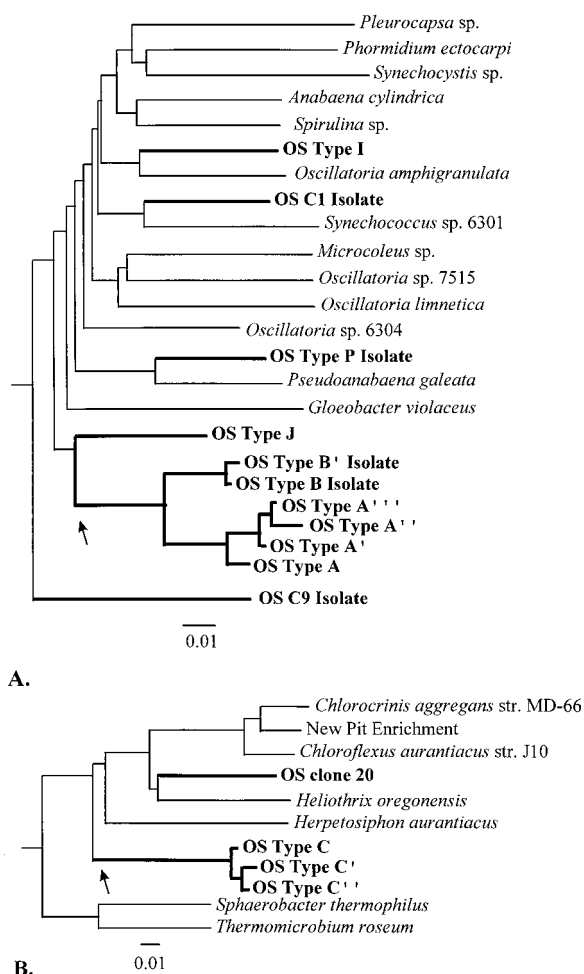 Pleurocapsa sp.
Phormidium ectocarpi
Synechocystis sp.
Anabaena cylindrica
Spirulina sp.
OS Type I
Oscillatoria amphigranulata
OS C1 Isolate
Synechococcus sp. 6301
Microcoleus sp.
Oscillatoria sp. 7515
Oscillatoria limnetica
Oscillatoria sp. 6304
OS Type P Isolate
Pseudoanabaena galeata
Gloeobacter violaceus
OS Type J
OS Type B' Isolate
OS Type B Isolate
OS Type A'''
OS Type A''
OS Type A'
OS Type A
OS C9 Isolate
0.01
A.
Chlorocrinis aggregans str. MD-66
New Pit Enrichment
Chloroflexus aurantiacus str. J10
OS clone 20
Heliothrix oregonensis
Herpetosiphon aurantiacus
OS Type C
OS Type C'
OS Type C''
Sphaerobacter thermophilus
Thermomicrobium roseum
0.01
B.